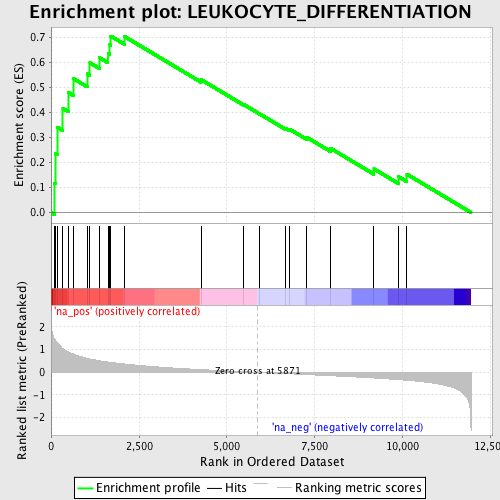 Enrichment plot: LEUKOCYTE_DIFFERENTIATION
Enrichment score (ES)
0.7
0.6
0.5
0.4
0.3
0.2
0.1
0.0
'na_pos' (positively correlated)
Ranked list metric (PreRanked)
2
1
0
-1
-2
Zero cross at 5871
'na_neg' (negatively correlated)
0
2,500
5,000
7,500
10,000
12,500
Rank in Ordered Dataset
Enrichment profile
Hits
Ranking metric scores